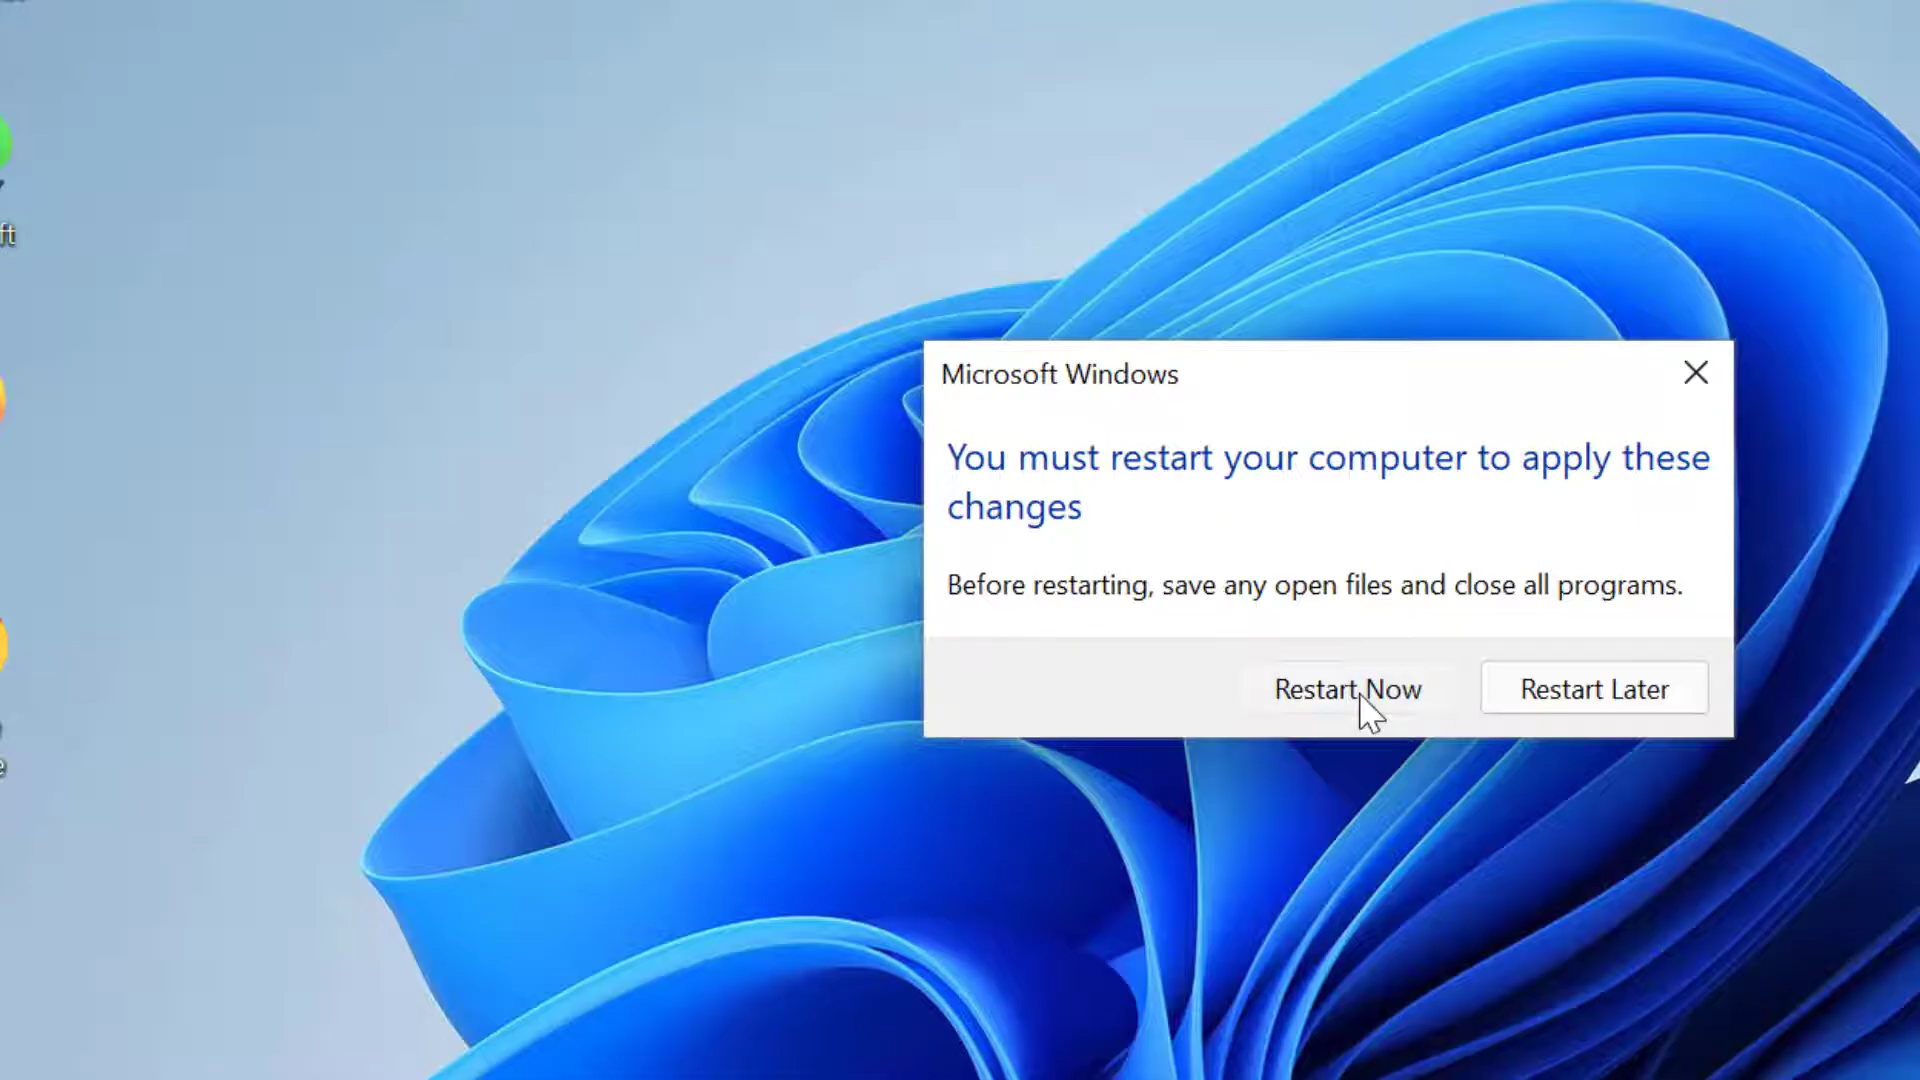 ft
Microsoft Windows
You must restart your computer to apply these
changes
Before restarting, save any open files and close all programs.
Restart Now
Restart Later
e